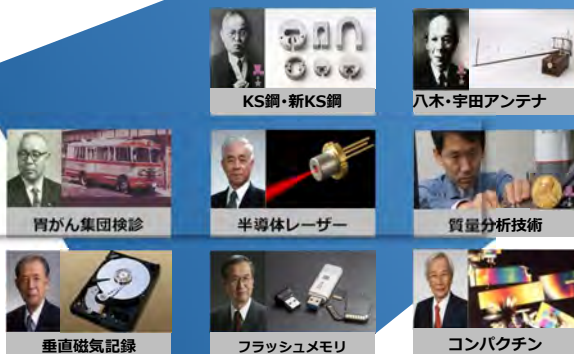 KS鋼・新KS鋼
八木・宇田アンテナ
胃がん集団検診
半導体レーザー
質量分析技術
垂直磁気記録
フラッシュメモリ
コンパクチン